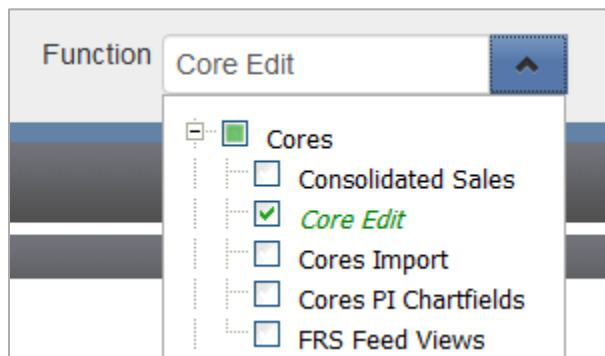 Function Core Edit
Cores
Consolidated Sales
Core Edit
Cores Import
Cores PI Chartfields
FRS Feed Views